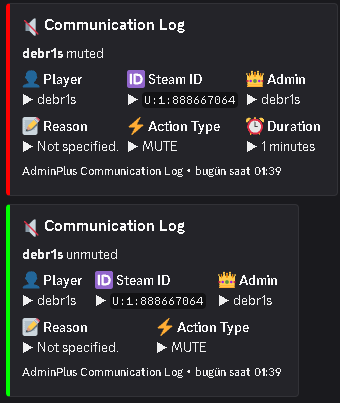 Communication Log
debr1s muted
Player Steam ID Admin
debr1s U:1:888667064 debr1s
Reason Action Type Duration
Not specified. MUTE 1 minutes
AdminPlus Communication Log • bugün saat 01:39
Communication Log
debr1s unmuted
Player Steam ID Admin
debr1s U:1:888667064 debr1s
Reason Action Type
Not specified. MUTE
AdminPlus Communication Log • bugün saat 01:39